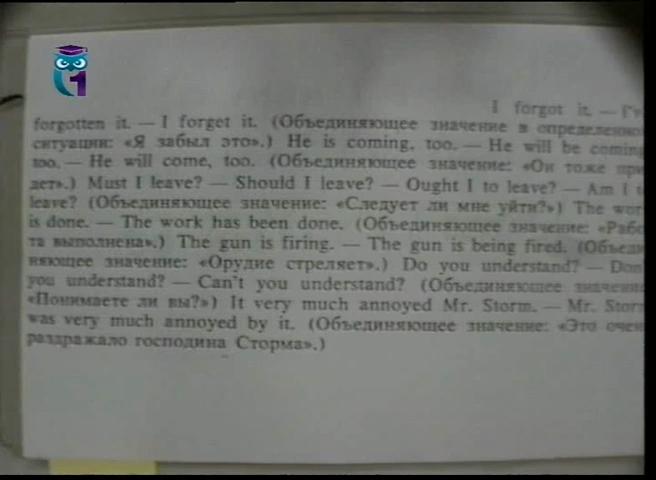 1
I forgot it. — I'v
forgotten it. — I forget it. (Объединяющее значение в определенно
ситуации: «Я забыл это».) He is coming, too. — He will be coming
too. — He will come, too. (Объединяющее значение: «Он тоже при
дет».) Must I leave? — Should I leave? — Ought I to leave? — Am I t
leave? (Объединяющее значение: «Следует ли мне уйти?») The wor
is done. — The work has been done. (Объединяющее значение: «Рабо
та выполнена».) The gun is firing. — The gun is being fired. (Объеди
няющее значение: «Орудие стреляет».) Do you understand? — Don'
you understand? — Can't you understand? (Объединяющее значение
«Понимаете ли вы?») It very much annoyed Mr. Storm. — Mr. Storm
was very much annoyed by it. (Объединяющее значение: «Это очен
раздражало господина Сторма».)